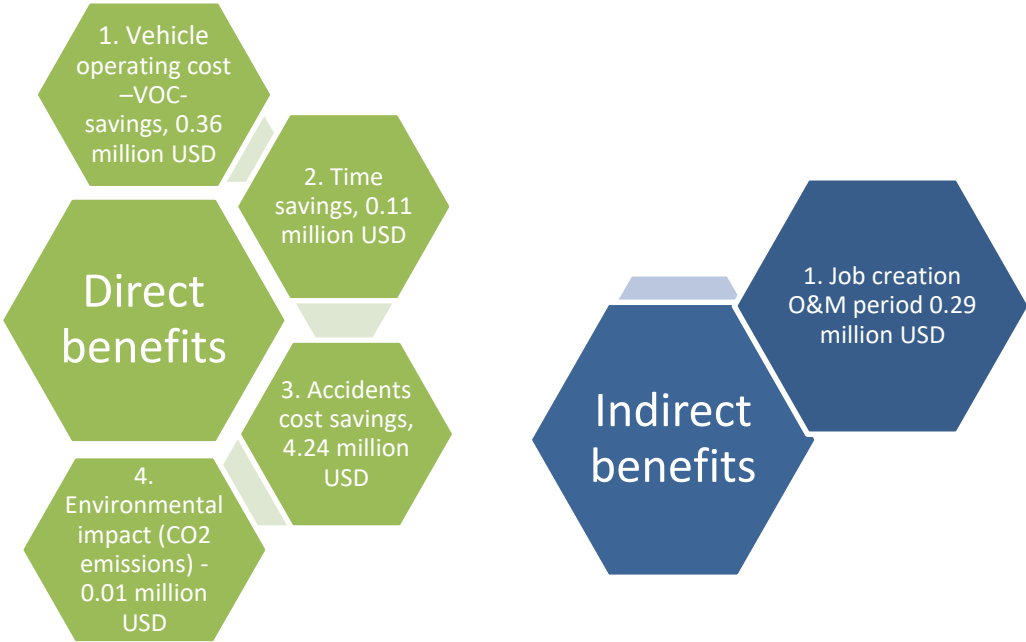 1. Vehicle
operating cost
–VOC-
savings, 0.36
million USD
2. Time
savings, 0.11
million USD
Direct
benefits
3. Accidents
cost savings,
4.24 million
USD
4.
Environmental
impact (CO2
emissions) -
0.01 million
USD
1. Job creation
O&M period 0.29
million USD
Indirect
benefits